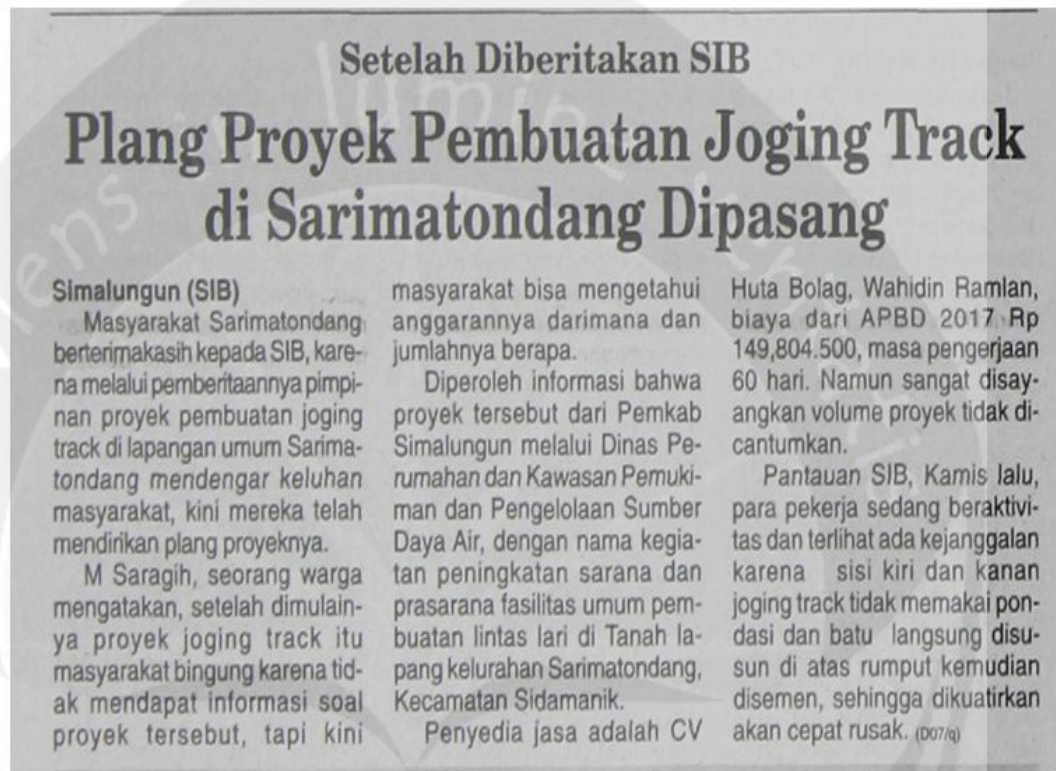 Setelah Diberitakan SIB
Plang Proyek Pembuatan Joging Track
di Sarimatondang Dipasang
Simalungun (SIB)
Masyarakat Sarimatondang
berterimakasih kepada SIB, kare-
na melalui pemberitaannya pimpi-
nan proyek pembuatan joging
track di lapangan umum Sarima-
tondang mendengar keluhan
masyarakat, kini mereka telah
mendirikan plang proyeknya.
M Saragih, seorang warga
mengatakan, setelah dimulain-
ya proyek joging track itu
masyarakat bingung karena tid-
ak mendapat informasi soal
proyek tersebut, tapi kini
masyarakat bisa mengetahui
anggarannya darimana dan
jumlahnya berapa.
Diperoleh informasi bahwa
proyek tersebut dari Pemkab
Simalungun melalui Dinas Pe-
rumahan dan Kawasan Pemuki-
man dan Pengelolaan Sumber
Daya Air, dengan nama kegia-
tan peningkatan sarana dan
prasarana fasilitas umum pem-
buatan lintas lari di Tanah la-
pang kelurahan Sarimatondang,
Kecamatan Sidamanik.
Penyedia jasa adalah CV
Huta Bolag, Wahidin Ramlan,
biaya dari APBD 2017 Rp
149,804.500, masa pengerjaan
60 hari. Namun sangat disay-
angkan volume proyek tidak di-
cantumkan.
Pantauan SIB, Kamis lalu,
para pekerja sedang beraktivi-
tas dan terlihat ada kejanggalan
karena sisi kiri dan kanan
joging track tidak memakai pon-
dasi dan batu langsung disu-
sun di atas rumput kemudian
disemen, sehingga dikuatirkan
akan cepat rusak. (D07/q)